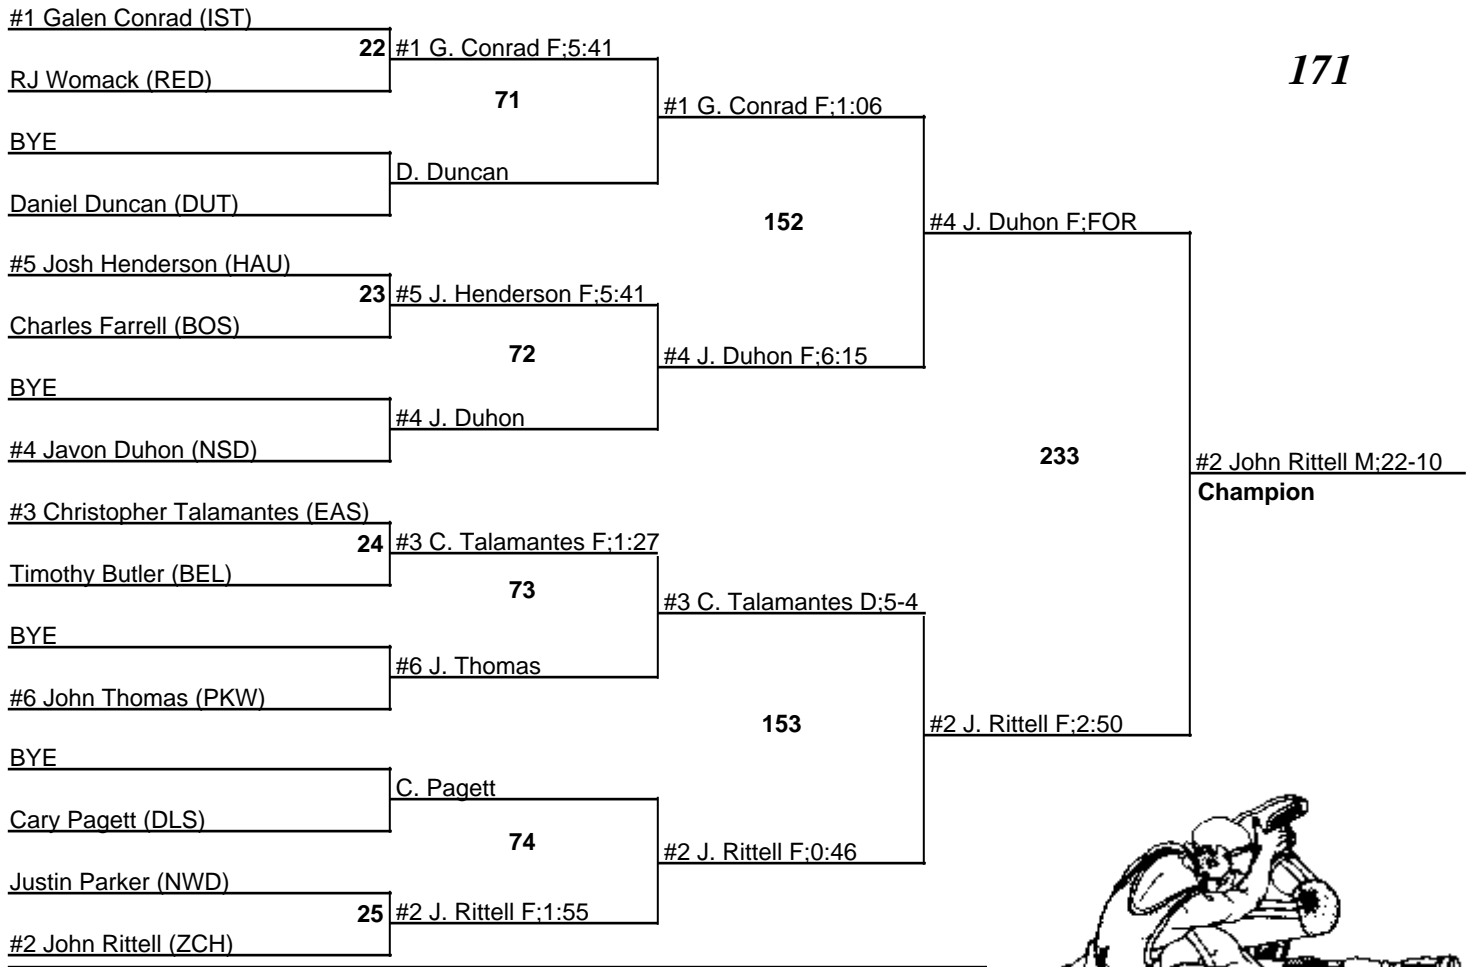 #1 Galen Conrad (IST)
22 #1 G. Conrad F;5:41
171
RJ Womack (RED)
71
#1 G. Conrad F;1:06
BYE
D. Duncan
Daniel Duncan (DUT)
152
#4 J. Duhon F;FOR
#5 Josh Henderson (HAU)
23 #5 J. Henderson F;5:41
Charles Farrell (BOS)
72
#4 J. Duhon F;6:15
BYE
#4 J. Duhon
#4 Javon Duhon (NSD)
233
#2 John Rittell M;22-10
Champion
#3 Christopher Talamantes (EAS)
24 #3 C. Talamantes F;1:27
Timothy Butler (BEL)
73
#3 C. Talamantes D;5-4
BYE
#6 J. Thomas
#6 John Thomas (PKW)
153
#2 J. Rittell F;2:50
BYE
C. Pagett
Cary Pagett (DLS)
74
#2 J. Rittell F;0:46
Justin Parker (NWD)
25 #2 J. Rittell F;1:55
#2 John Rittell (ZCH)